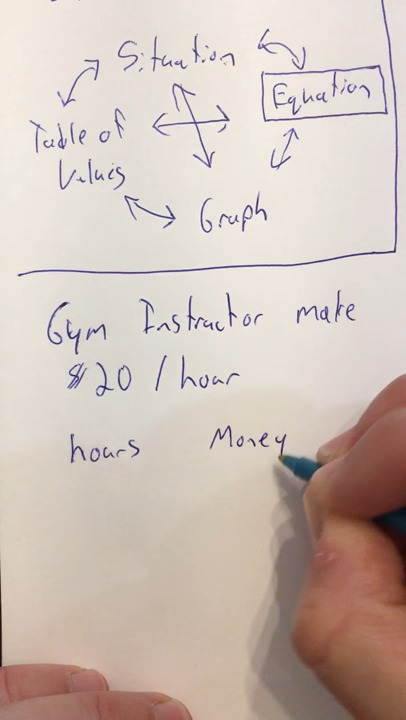 Situation
Equation
Table of
Values
Graph
Gym Instructor make
$20 / hour
hours Money